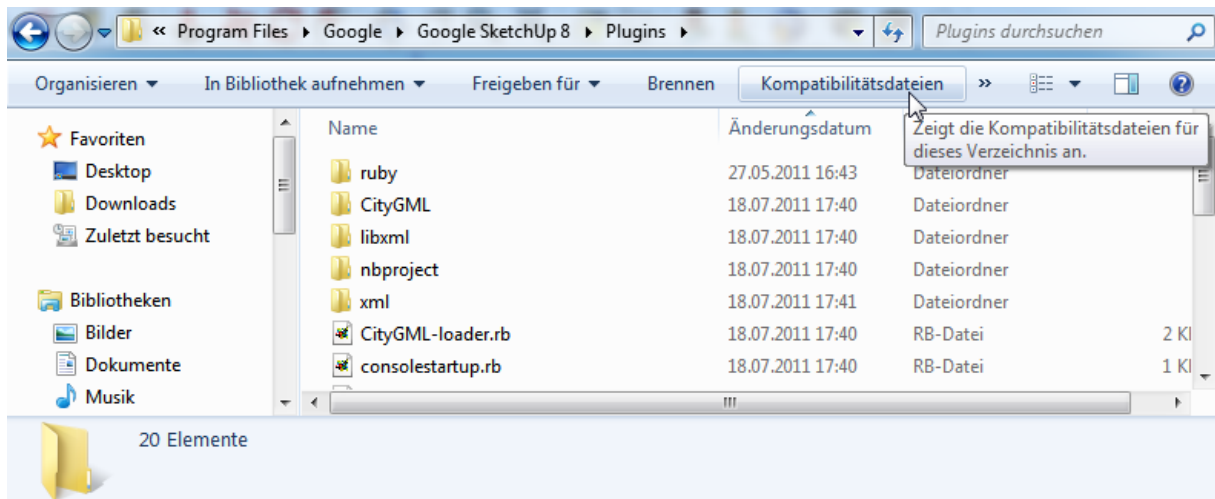 « Program Files ▸ Google ▸ Google SketchUp 8 ▸ Plugins ▸ Plugins durchsuchen
Organisieren In Bibliothek aufnehmen Freigeben für Brennen Kompatibilitätsdateien »
Zeigt die Kompatibilitätsdateien für
dieses Verzeichnis an.
Favoriten
Desktop
Downloads
Zuletzt besucht
Bibliotheken
Bilder
Dokumente
Musik
Name Änderungsdatum
ruby 27.05.2011 16:43 Dateiordner
CityGML 18.07.2011 17:40 Dateiordner
libxml 18.07.2011 17:40 Dateiordner
nbproject 18.07.2011 17:40 Dateiordner
xml 18.07.2011 17:41 Dateiordner
CityGML-loader.rb 18.07.2011 17:40 RB-Datei 2 K
consolestartup.rb 18.07.2011 17:40 RB-Datei 1 K
20 Elemente